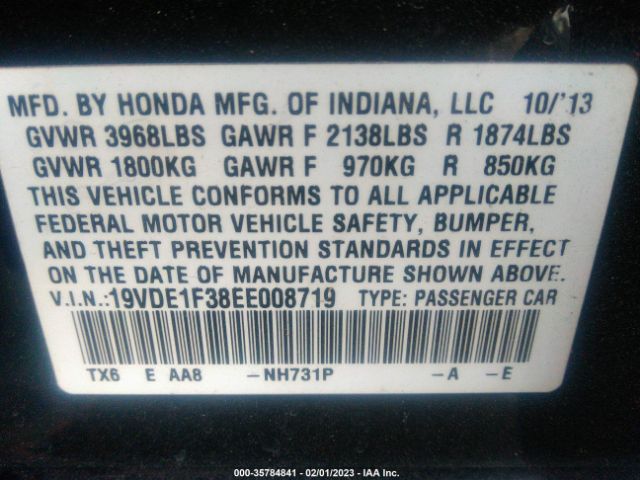 MFD. BY HONDA MFG. OF INDIANA, LLC 10/'13
GVWR 3968LBS GAWR F 2138LBS R 1874LBS
GVWR 1800KG GAWR F 970KG R 850KG
THIS VEHICLE CONFORMS TO ALL APPLICABLE
FEDERAL MOTOR VEHICLE SAFETY, BUMPER,
AND THEFT PREVENTION STANDARDS IN EFFECT
ON THE DATE OF MANUFACTURE SHOWN ABOVE.
V.I.N.:19VDE1F38EE008719 TYPE: PASSENGER CAR
TX6 E AA8 -NH731P -A -E
000-35784841 - 02/01/2023 - IAA Inc.